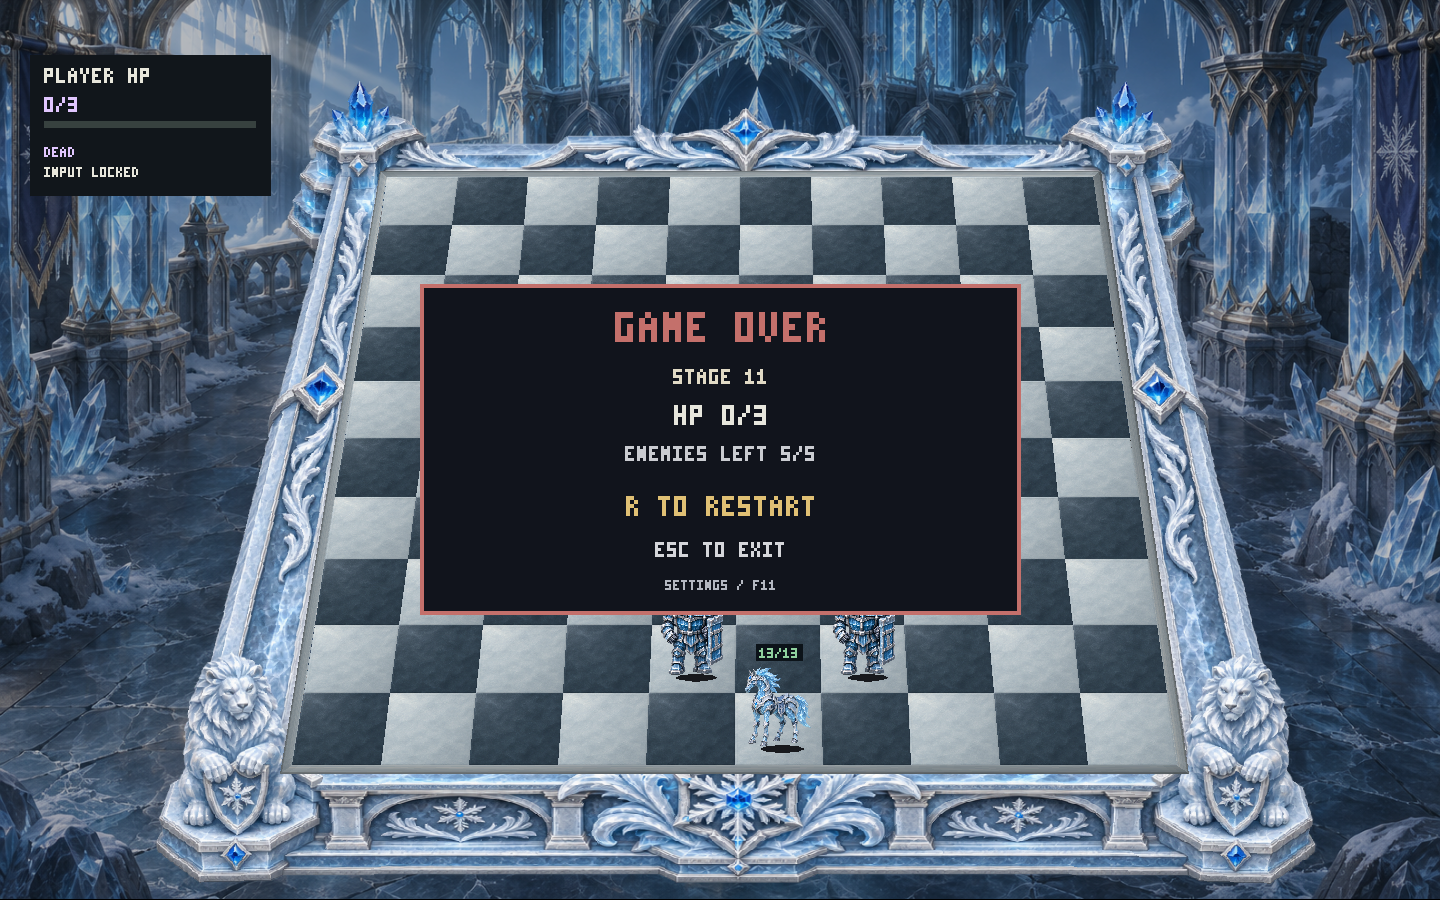 PLAYER HP
0/3
DEAD
INPUT LOCKED
GAME OVER
STAGE 11
HP 0/3
ENEMIES LEFT 5/5
R TO RESTART
ESC TO EXIT
SETTINGS / F11
13/13